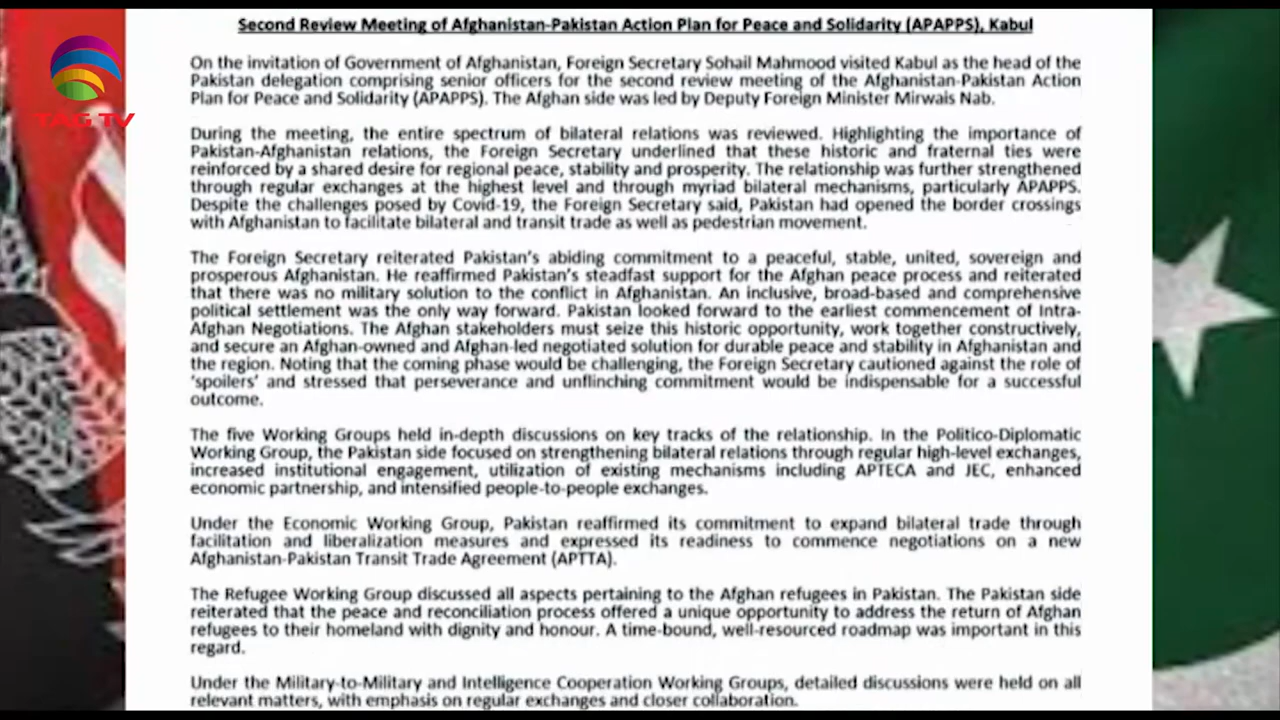 Second Review Meeting of Afghanistan-Pakistan Action Plan for Peace and Solidarity (APAPPS), Kabul
TAG TV
On the invitation of Government of Afghanistan, Foreign Secretary Sohail Mahmood visited Kabul as the head of the
Pakistan delegation comprising senior officers for the second review meeting of the Afghanistan-Pakistan Action
Plan for Peace and Solidarity (APAPPS). The Afghan side was led by Deputy Foreign Minister Mirwais Nab.
During the meeting, the entire spectrum of bilateral relations was reviewed. Highlighting the importance of
Pakistan-Afghanistan relations, the Foreign Secretary underlined that these historic and fraternal ties were
reinforced by a shared desire for regional peace, stability and prosperity. The relationship was further strengthened
through regular exchanges at the highest level and through myriad bilateral mechanisms, particularly APAPPS.
Despite the challenges posed by Covid-19, the Foreign Secretary said, Pakistan had opened the border crossings
with Afghanistan to facilitate bilateral and transit trade as well as pedestrian movement.
The Foreign Secretary reiterated Pakistan's abiding commitment to a peaceful, stable, united, sovereign and
prosperous Afghanistan. He reaffirmed Pakistan's steadfast support for the Afghan peace process and reiterated
that there was no military solution to the conflict in Afghanistan. An inclusive, broad-based and comprehensive
political settlement was the only way forward. Pakistan looked forward to the earliest commencement of Intra-
Afghan Negotiations. The Afghan stakeholders must seize this historic opportunity, work together constructively,
and secure an Afghan-owned and Afghan-led negotiated solution for durable peace and stability in Afghanistan and
the region. Noting that the coming phase would be challenging, the Foreign Secretary cautioned against the role of
'spoilers' and stressed that perseverance and unflinching commitment would be indispensable for a successful
outcome.
The five Working Groups held in-depth discussions on key tracks of the relationship. In the Politico-Diplomatic
Working Group, the Pakistan side focused on strengthening bilateral relations through regular high-level exchanges,
increased institutional engagement, utilization of existing mechanisms including APTECA and JEC, enhanced
economic partnership, and intensified people-to-people exchanges.
Under the Economic Working Group, Pakistan reaffirmed its commitment to expand bilateral trade through
facilitation and liberalization measures and expressed its readiness to commence negotiations on a new
Afghanistan-Pakistan Transit Trade Agreement (APTTA).
The Refugee Working Group discussed all aspects pertaining to the Afghan refugees in Pakistan. The Pakistan side
reiterated that the peace and reconciliation process offered a unique opportunity to address the return of Afghan
refugees to their homeland with dignity and honour. A time-bound, well-resourced roadmap was important in this
regard.
Under the Military-to-Military and Intelligence Cooperation Working Groups, detailed discussions were held on all
relevant matters, with emphasis on regular exchanges and closer collaboration.